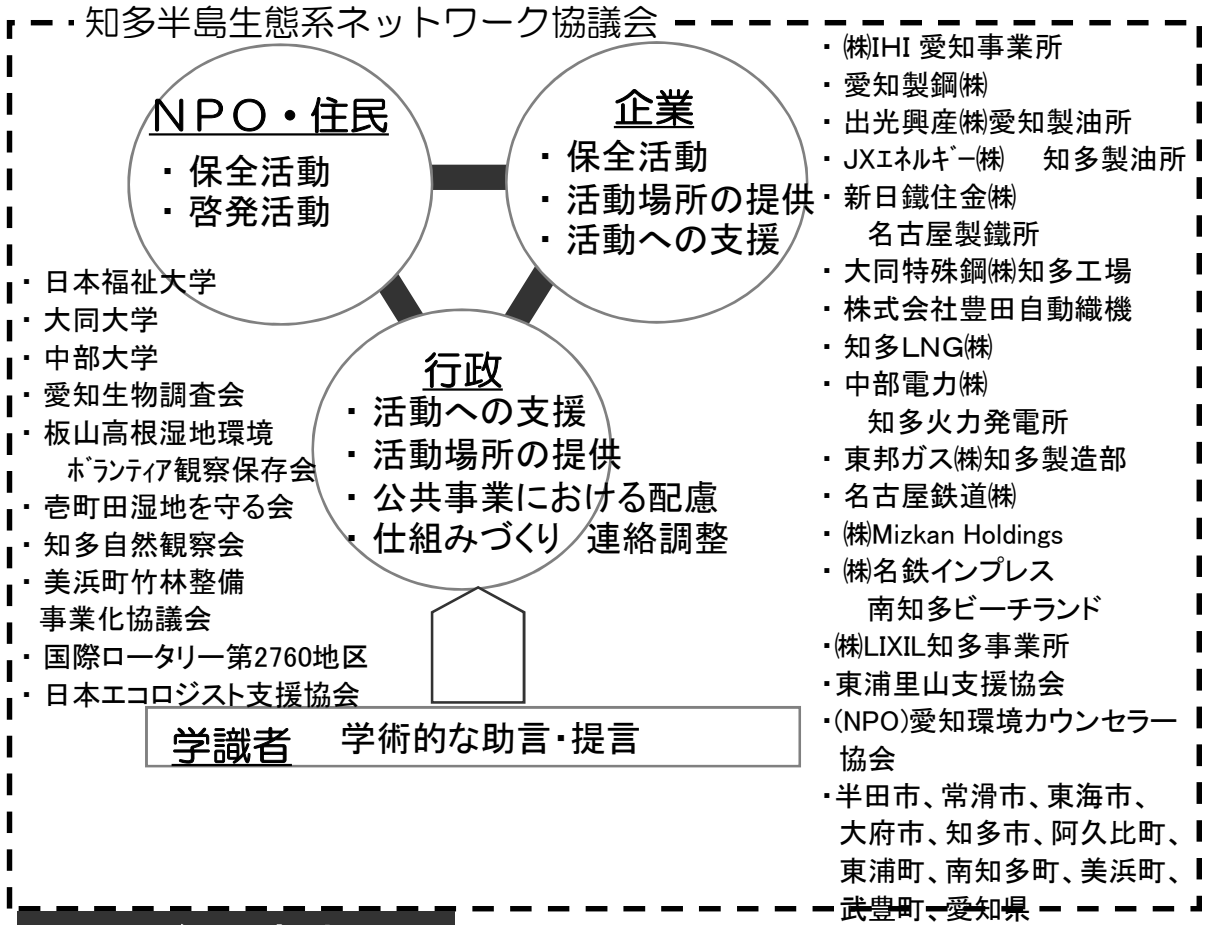 知多半島生態系ネットワーク協議会
NPO・住民
・保全活動
・啓発活動
企業
・保全活動
・活動場所の提供
・活動への支援
行政
・活動への支援
・活動場所の提供
・公共事業における配慮
・仕組みづくり 連絡調整
学識者 学術的な助言・提言
・日本福祉大学
・大同大学
・中部大学
・愛知生物調査会
・板山高根湿地環境
ボランティア観察保存会
・壱町田湿地を守る会
・知多自然観察会
・美浜町竹林整備
事業化協議会
・国際ロータリー第2760地区
・日本エコロジスト支援協会
・㈱IHI 愛知事業所
・愛知製鋼㈱
・出光興産㈱愛知製油所
・JXエネルギー㈱ 知多製油所
・新日鐵住金㈱
名古屋製鐵所
・大同特殊鋼㈱知多工場
・株式会社豊田自動織機
・知多LNG㈱
・中部電力㈱
知多火力発電所
・東邦ガス㈱知多製造部
・名古屋鉄道㈱
・㈱Mizkan Holdings
・㈱名鉄インプレス
南知多ビーチランド
・㈱LIXIL知多事業所
・東浦里山支援協会
・(NPO)愛知環境カウンセラー
協会
・半田市、常滑市、東海市、
大府市、知多市、阿久比町、
東浦町、南知多町、美浜町、
武豊町、愛知県